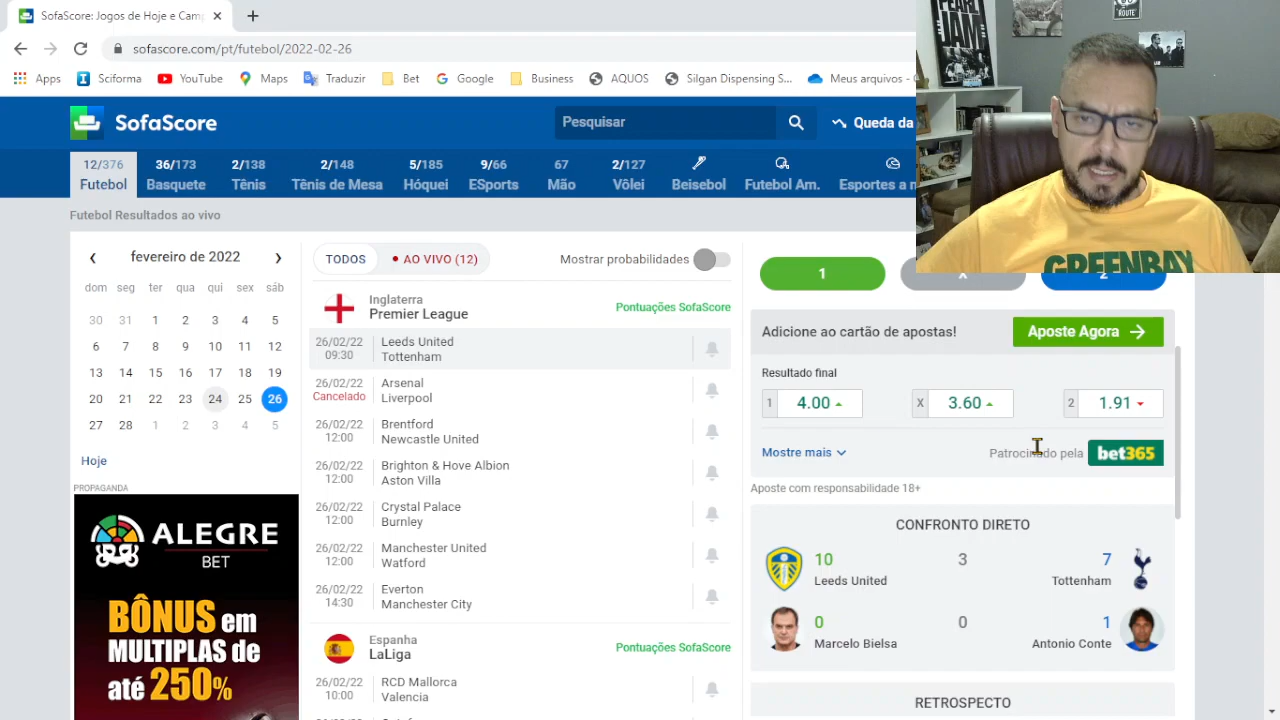 SofaScore: Jogos de Hoje e Camp
sofascore.com/pt/futebol/2022-02-26
Apps
Sciforma
YouTube
Maps
Traduzir
Bet
Google
Business
AQUOS
Silgan Dispensing S...
Meus arquivos -
PEARL JAM
ROUTE
SofaScore
Pesquisar
Queda da
12/376
Futebol
36/173
Basquete
2/138
Tênis
2/148
Tênis de Mesa
5/185
Hóquei
9/66
ESports
67
Mão
2/127
Vôlei
Beisebol
Futebol Am.
Esportes a m
GREENBAY
Futebol Resultados ao vivo
fevereiro de 2022
dom seg ter qua qui sex sáb
30 31 1 2 3 4 5
6 7 8 9 10 11 12
13 14 15 16 17 18 19
20 21 22 23 24 25 26
27 28 1 2 3 4 5
Hoje
PROPAGANDA
ALEGRE
BET
BÔNUS em
MULTIPLAS de
até 250%
TODOS
AO VIVO (12)
Mostrar probabilidades
Inglaterra
Premier League
Pontuações SofaScore
26/02/22 Leeds United
09:30 Tottenham
26/02/22 Arsenal
Cancelado Liverpool
26/02/22 Brentford
12:00 Newcastle United
26/02/22 Brighton & Hove Albion
12:00 Aston Villa
26/02/22 Crystal Palace
12:00 Burnley
26/02/22 Manchester United
12:00 Watford
26/02/22 Everton
14:30 Manchester City
Espanha
LaLiga
Pontuações SofaScore
26/02/22 RCD Mallorca
10:00 Valencia
1 X 2
Adicione ao cartão de apostas!
Aposte Agora
Resultado final
1 4.00
X 3.60
2 1.91
Mostre mais
Patrocinado pela
bet365
Aposte com responsabilidade 18+
CONFRONTO DIRETO
10 3 7
Leeds United Tottenham
0 0 1
Marcelo Bielsa Antonio Conte
RETROSPECTO